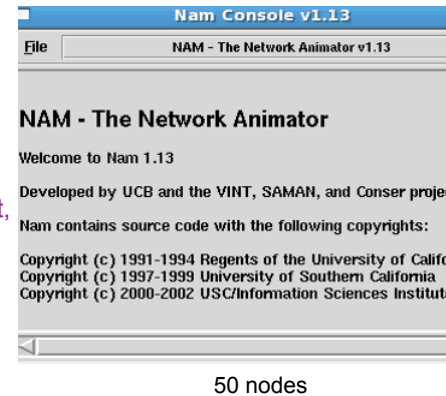 Nam Console v1.13
File NAM - The Network Animator v1.13
NAM - The Network Animator
Welcome to Nam 1.13
Developed by UCB and the VINT, SAMAN, and Conser
Nam contains source code with the following copyrights:
Copyright (c) 1991-1994 Regents of the University of
Copyright (c) 1997-1999 University of Southern California
Copyright (c) 2000-2002 USC/Information Sciences
50 nodes